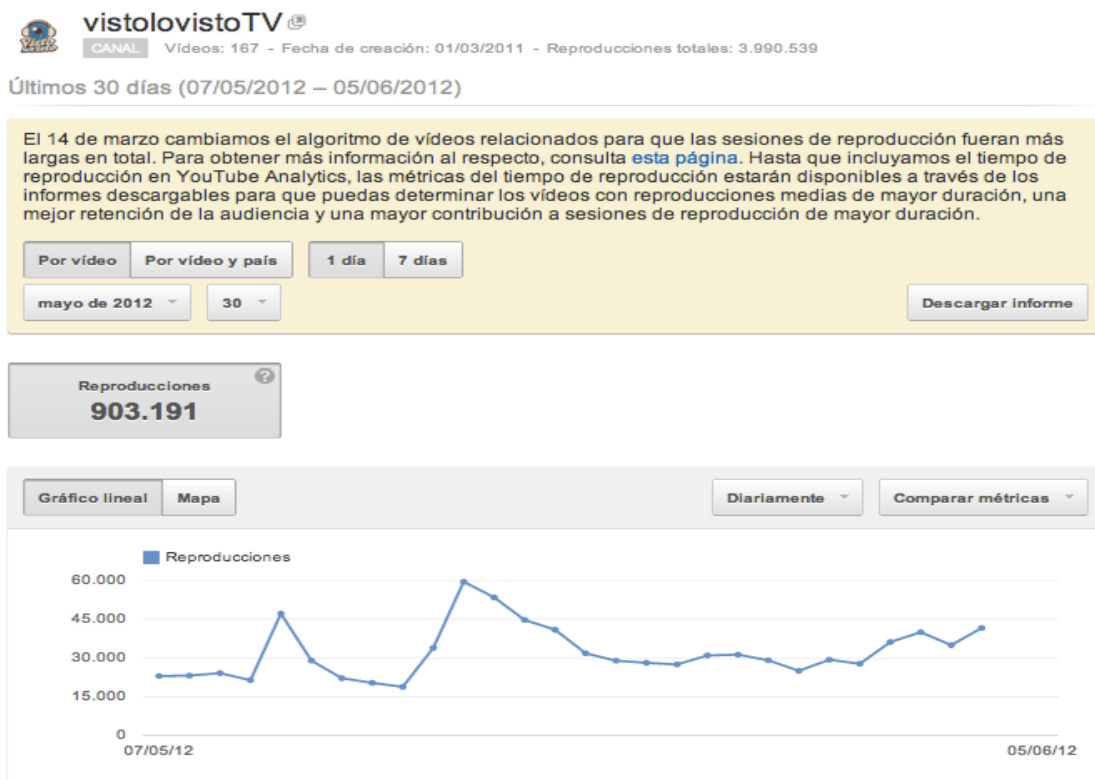 vistolovistoTV
CANAL Vídeos: 167 - Fecha de creación: 01/03/2011 - Reproducciones totales: 3.990.539
Últimos 30 días (07/05/2012 – 05/06/2012)
El 14 de marzo cambiamos el algoritmo de vídeos relacionados para que las sesiones de reproducción fueran más
largas en total. Para obtener más información al respecto, consulta esta página. Hasta que incluyamos el tiempo de
reproducción en YouTube Analytics, las métricas del tiempo de reproducción estarán disponibles a través de los
informes descargables para que puedas determinar los vídeos con reproducciones medias de mayor duración, una
mejor retención de la audiencia y una mayor contribución a sesiones de reproducción de mayor duración.
Por vídeo Por vídeo y país 1 día 7 días
mayo de 2012 30 Descargar informe
Reproducciones ?
903.191
Gráfico lineal Mapa Diariamente Comparar métricas
Reproducciones
60.000
45.000
30.000
15.000
0
07/05/12 05/06/12